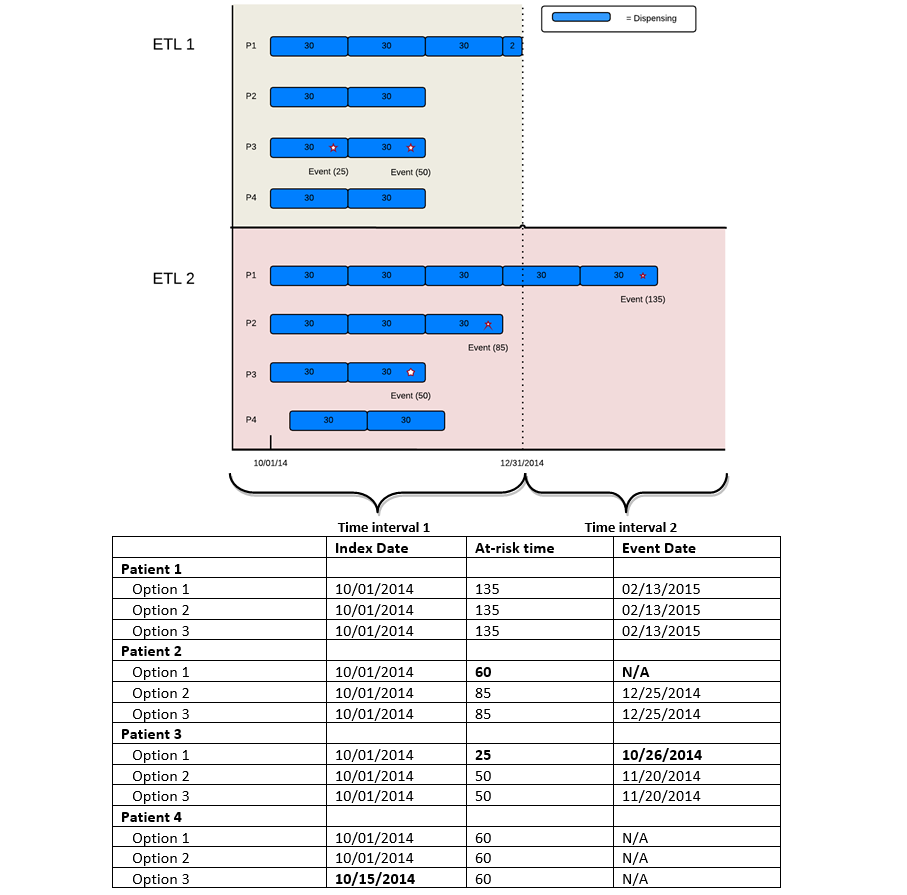 = Dispensing
ETL 1
P1 30 30 30 2
P2 30 30
P3 30 30
Event (25) Event (50)
P4 30 30
ETL 2
P1 30 30 30 30 30
Event (135)
P2 30 30 30
Event (85)
P3 30 30
Event (50)
P4 30 30
10/01/14 12/31/2014
Time interval 1 Time interval 2
Index Date At-risk time Event Date
Patient 1
Option 1 10/01/2014 135 02/13/2015
Option 2 10/01/2014 135 02/13/2015
Option 3 10/01/2014 135 02/13/2015
Patient 2
Option 1 10/01/2014 60 N/A
Option 2 10/01/2014 85 12/25/2014
Option 3 10/01/2014 85 12/25/2014
Patient 3
Option 1 10/01/2014 25 10/26/2014
Option 2 10/01/2014 50 11/20/2014
Option 3 10/01/2014 50 11/20/2014
Patient 4
Option 1 10/01/2014 60 N/A
Option 2 10/01/2014 60 N/A
Option 3 10/15/2014 60 N/A